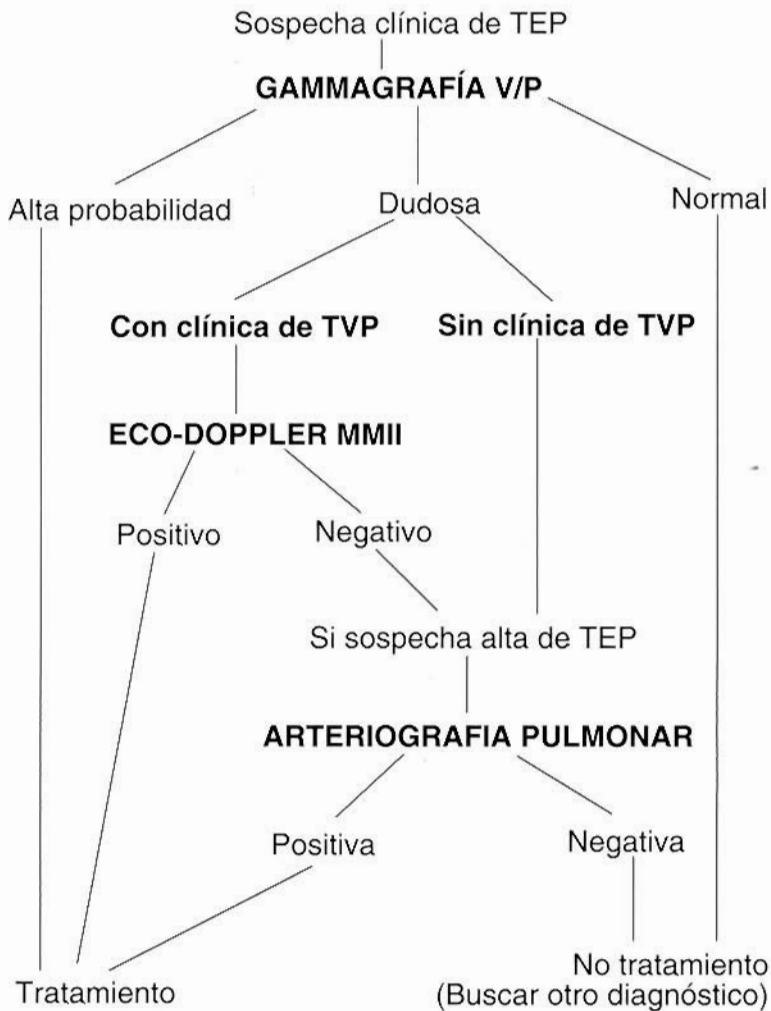 Sospecha clínica de TEP
GAMMAGRAFÍA V/P
Alta probabilidad
Dudosa
Normal
Con clínica de TVP
Sin clínica de TVP
ECO-DOPPLER MMII
Positivo
Negativo
Si sospecha alta de TEP
ARTERIOGRAFIA PULMONAR
Positiva
Negativa
Tratamiento
No tratamiento
(Buscar otro diagnóstico)